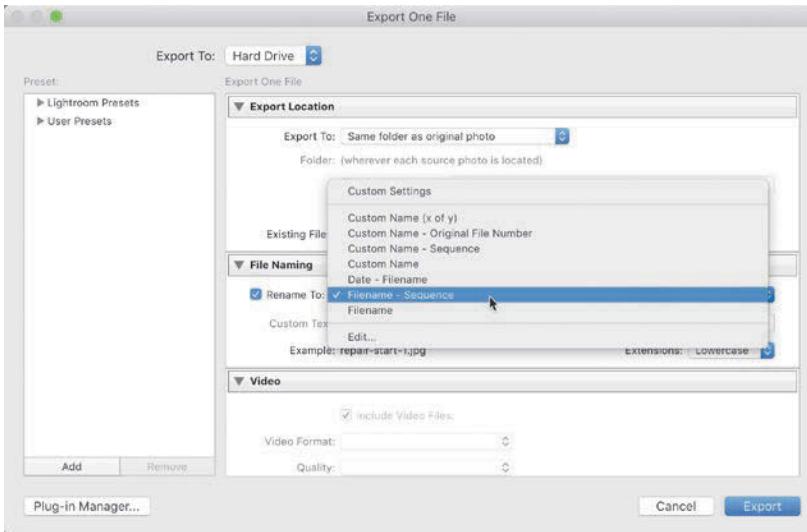 Export One File
Export To: Hard Drive
Preset: Export One File
Lightroom Presets
User Presets
Export Location
Export To: Same folder as original photo
Folder: (wherever each source photo is located)
Custom Settings
Custom Name (x of y)
Existing File
Custom Name - Original File Number
Custom Name - Sequence
File Naming
Custom Name
Date - Filename
Rename To: ✓ Filename - Sequence
Filename
Custom Tex
Edit...
Example: repair-start-1.jpg Extensions: Lowercase
Video
Include Video Files:
Video Format:
Quality:
Add Remove
Plug-in Manager... Cancel Export